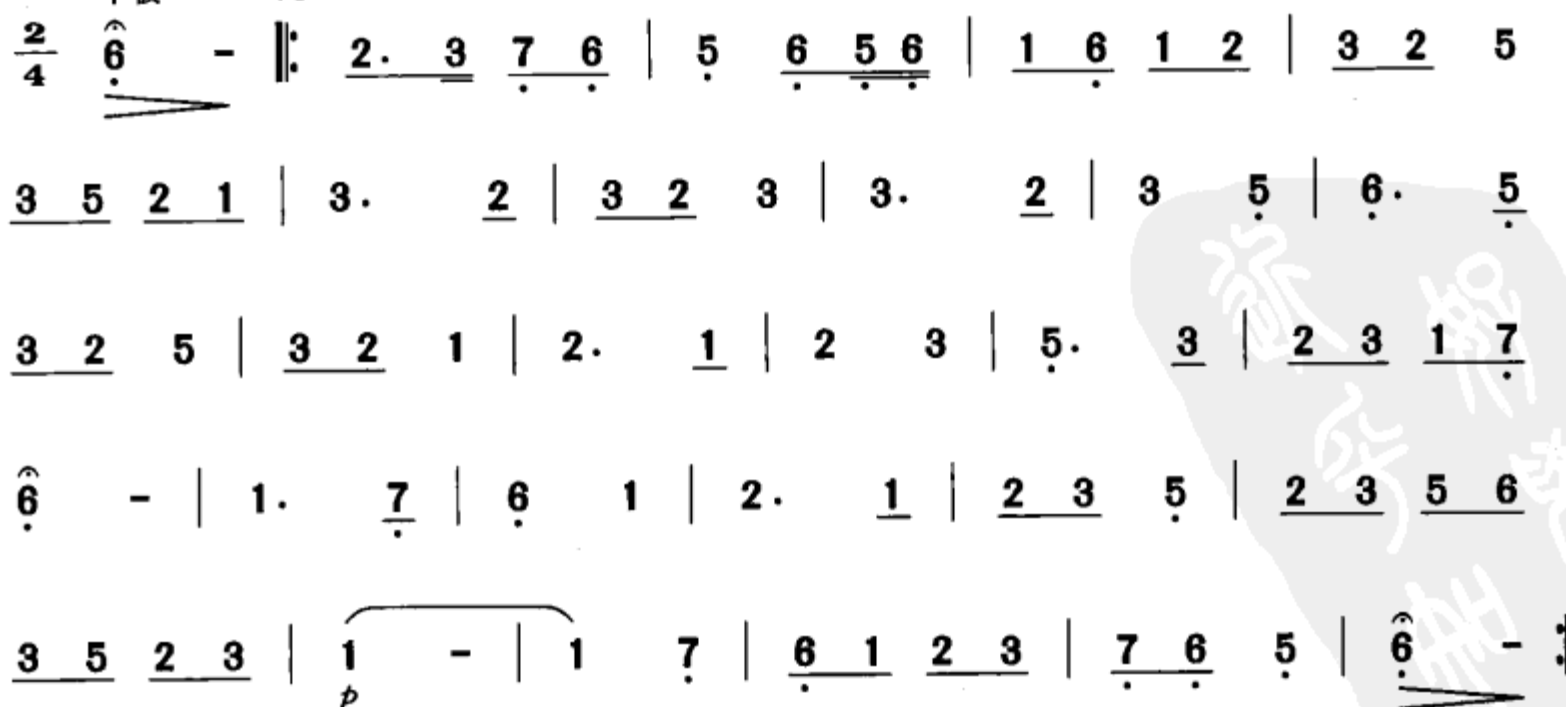 2/4 6̣ - ‖: 2. 3 7̣ 6̣ | 5̣ 6̣ 5̣ 6̣ | 1 6̣ 1 2 | 3 2 5
3 5 2 1 | 3. 2 | 3 2 3 | 3. 2 | 3 5̣ | 6̣. 5̣
3 2 5 | 3 2 1 | 2. 1 | 2 3 | 5̣. 3 | 2 3 1 7̣
6̣ - | 1. 7̣ | 6̣ 1 | 2. 1 | 2 3 5̣ | 2 3 5 6
3 5 2 3 | 1 - | 1 7̣ | 6̣ 1 2 3 | 7̣ 6̣ 5̣ | 6̣ - :
p